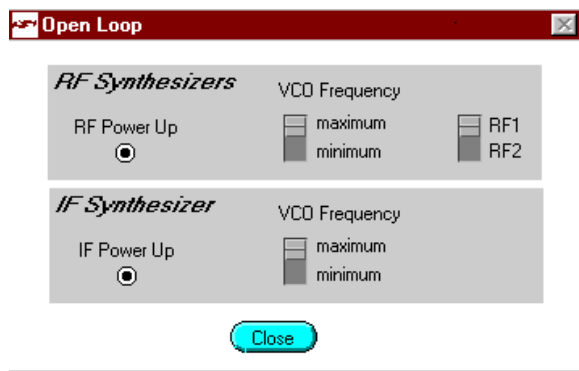 Open Loop
RF Synthesizers
VCO Frequency
RF Power Up
maximum
minimum
RF1
RF2
IF Synthesizer
VCO Frequency
IF Power Up
maximum
minimum
Close